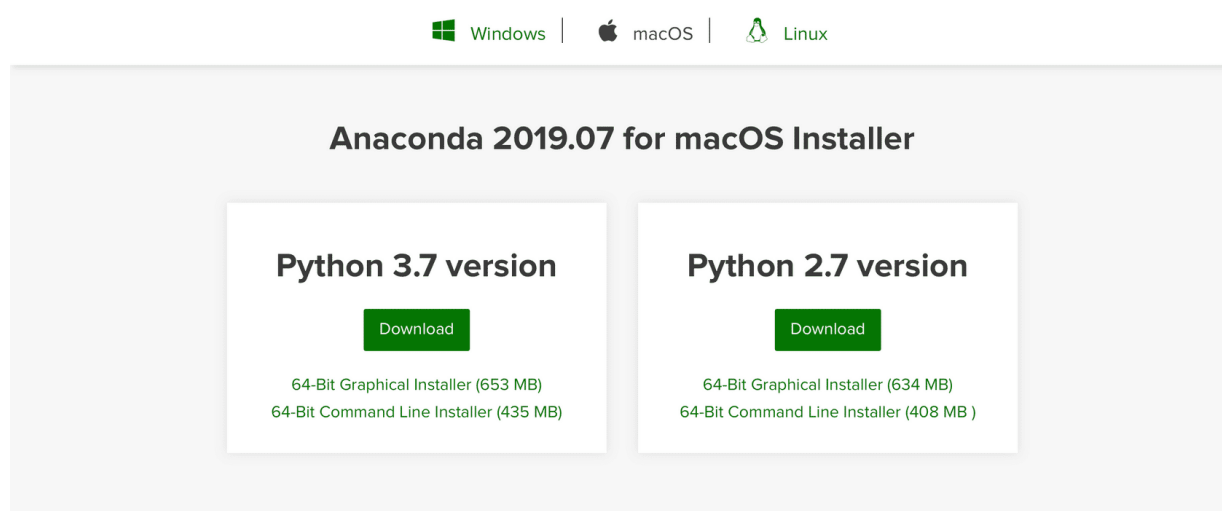 Windows | macOS | Linux
Anaconda 2019.07 for macOS Installer
Python 3.7 version
Download
64-Bit Graphical Installer (653 MB)
64-Bit Command Line Installer (435 MB)
Python 2.7 version
Download
64-Bit Graphical Installer (634 MB)
64-Bit Command Line Installer (408 MB )